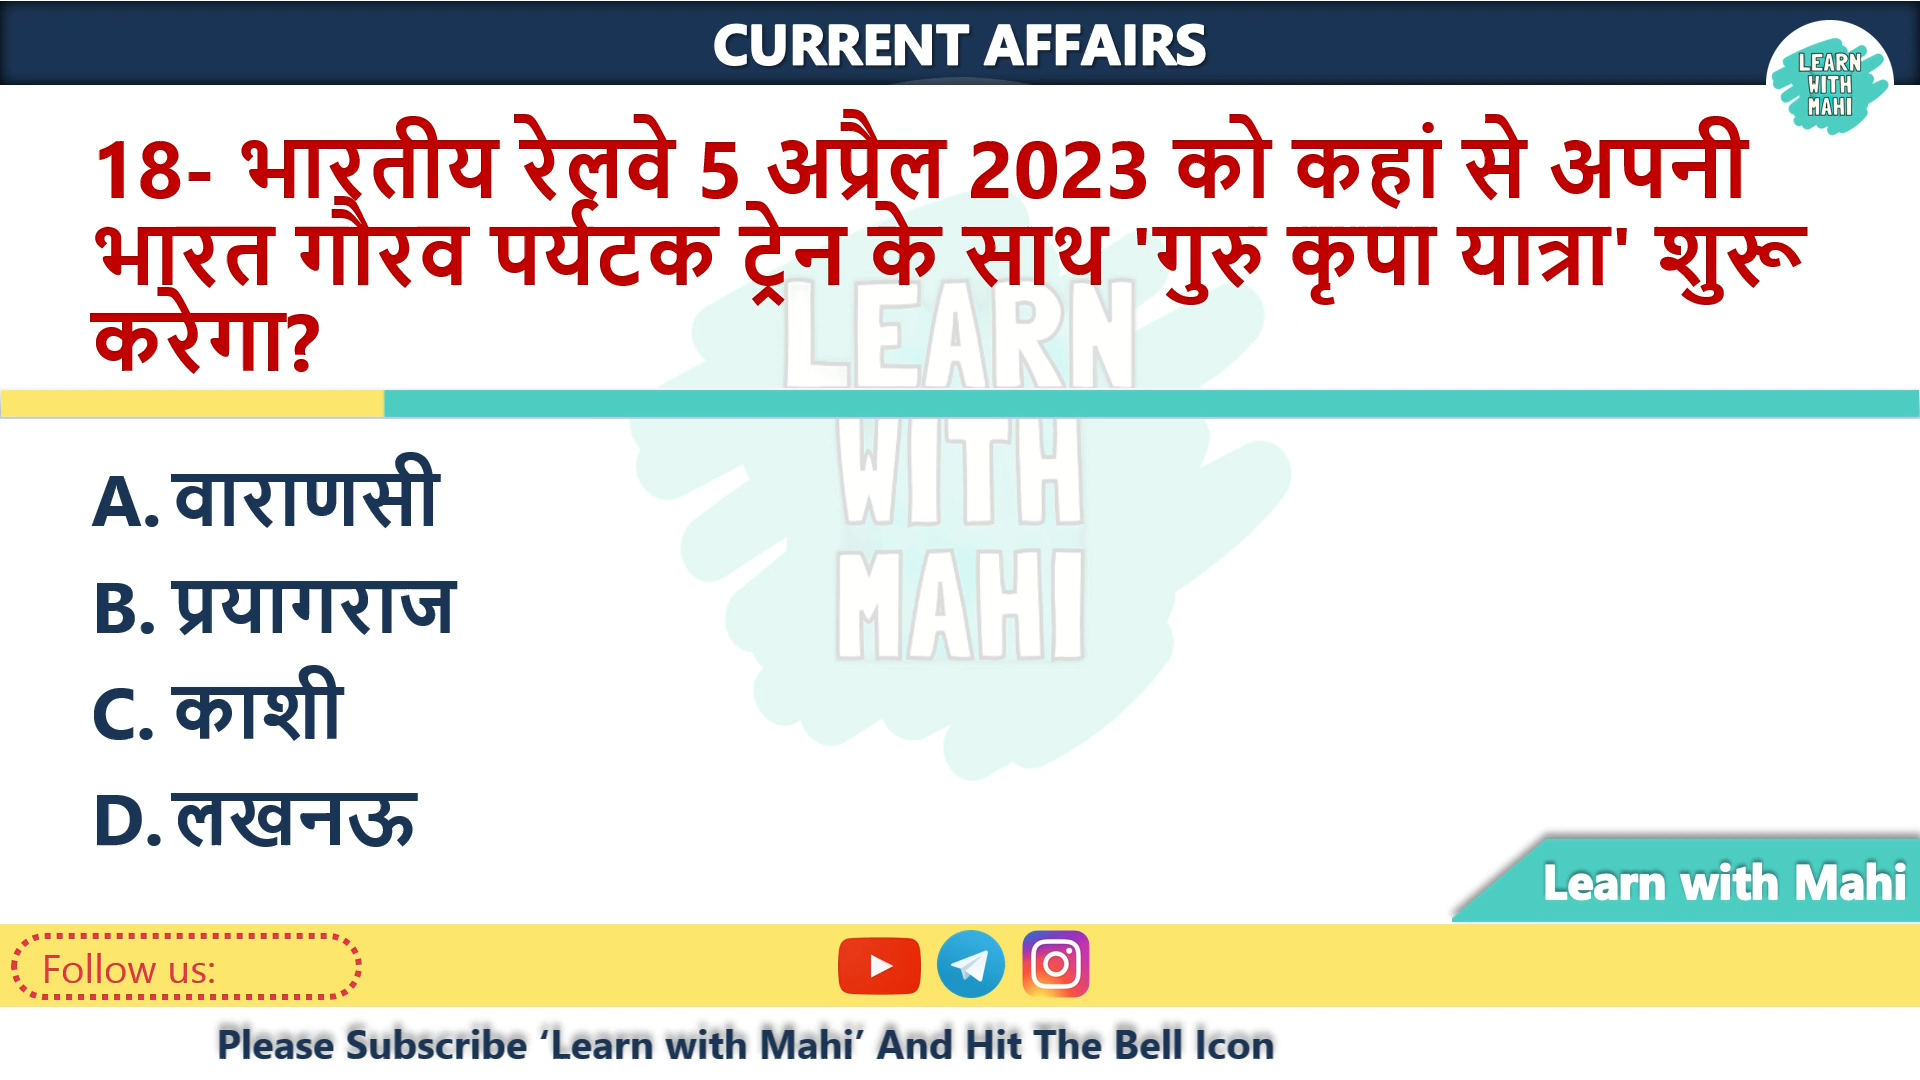 CURRENT AFFAIRS
LEARN
WITH
MAHI
18- भारतीय रेलवे 5 अप्रैल 2023 को कहां से अपनी
भारत गौरव पर्यटक ट्रेन के साथ 'गुरु कृपा यात्रा' शुरू
करेगा?
LEARN
WITH
MAHI
A. वाराणसी
B. प्रयागराज
C. काशी
D. लखनऊ
Learn with Mahi
Follow us:
Please Subscribe ‘Learn with Mahi’ And Hit The Bell Icon